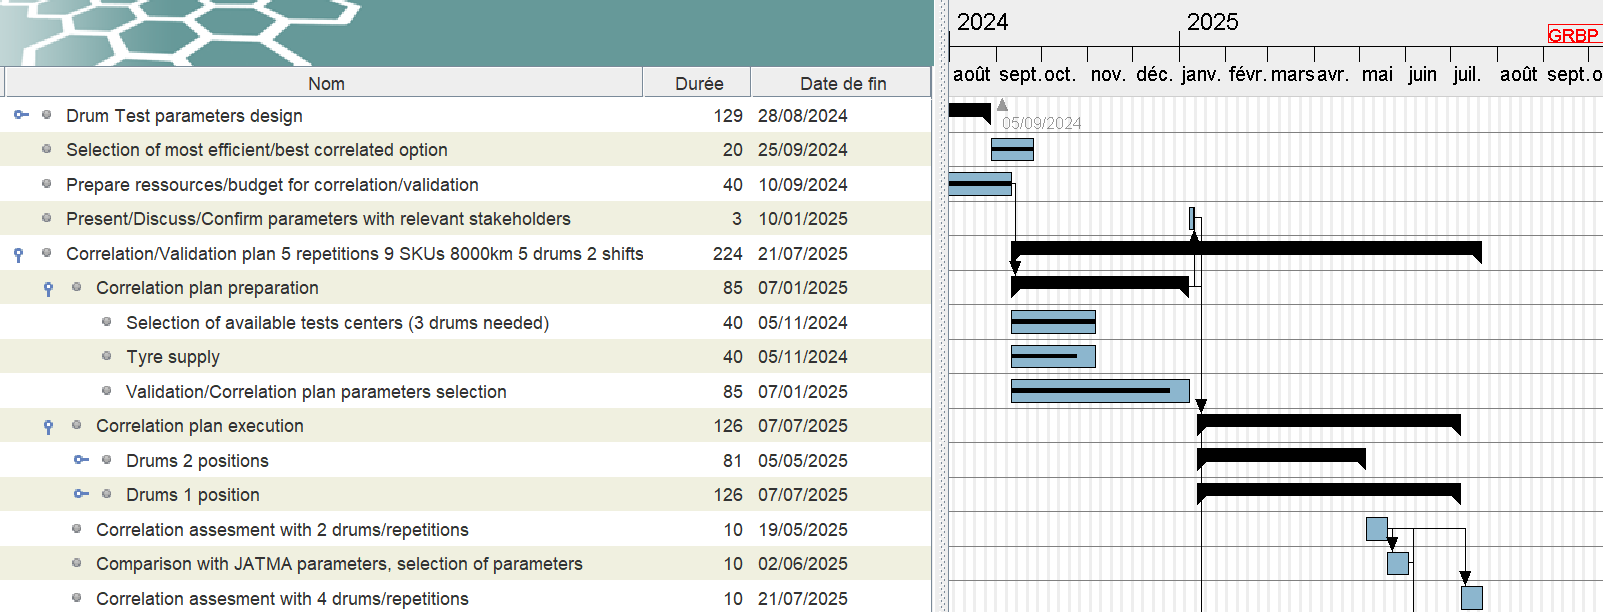 2024 2025
GRBP
Nom Durée Date de fin août sept. oct. nov. déc. janv. févr. mars avr. mai juin juil. août sept. o
Drum Test parameters design 129 28/08/2024
05/09/2024
Selection of most efficient/best correlated option 20 25/09/2024
Prepare ressources/budget for correlation/validation 40 10/09/2024
Present/Discuss/Confirm parameters with relevant stakeholders 3 10/01/2025
Correlation/Validation plan 5 repetitions 9 SKUs 8000km 5 drums 2 shifts 224 21/07/2025
Correlation plan preparation 85 07/01/2025
Selection of available tests centers (3 drums needed) 40 05/11/2024
Tyre supply 40 05/11/2024
Validation/Correlation plan parameters selection 85 07/01/2025
Correlation plan execution 126 07/07/2025
Drums 2 positions 81 05/05/2025
Drums 1 position 126 07/07/2025
Correlation assesment with 2 drums/repetitions 10 19/05/2025
Comparison with JATMA parameters, selection of parameters 10 02/06/2025
Correlation assesment with 4 drums/repetitions 10 21/07/2025